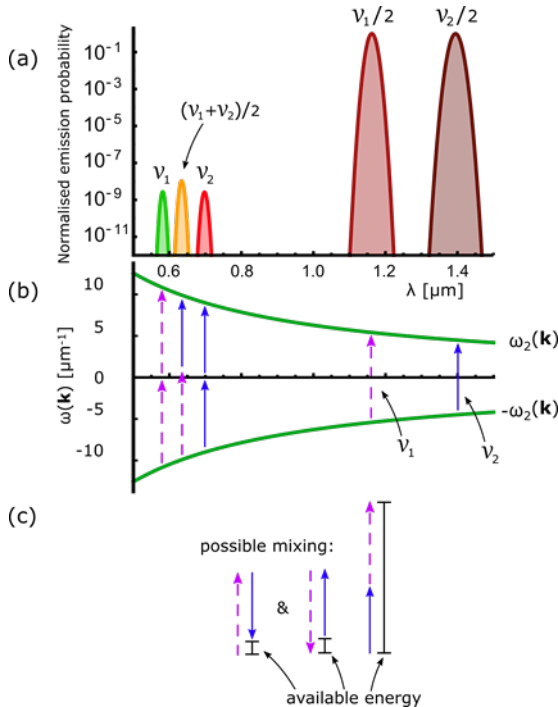 (a)
Normalised emission probability
10⁻¹
10⁻³
10⁻⁵
10⁻⁷
10⁻⁹
10⁻¹¹
ν₁/2
ν₂/2
(ν₁+ν₂)/2
ν₁
ν₂
0.6
0.8
1.0
1.2
1.4
λ [μm]
(b)
ω(k) [μm⁻¹]
10
5
0
-5
-10
ω₂(k)
-ω₂(k)
ν₁
ν₂
(c)
possible mixing:
&
available energy